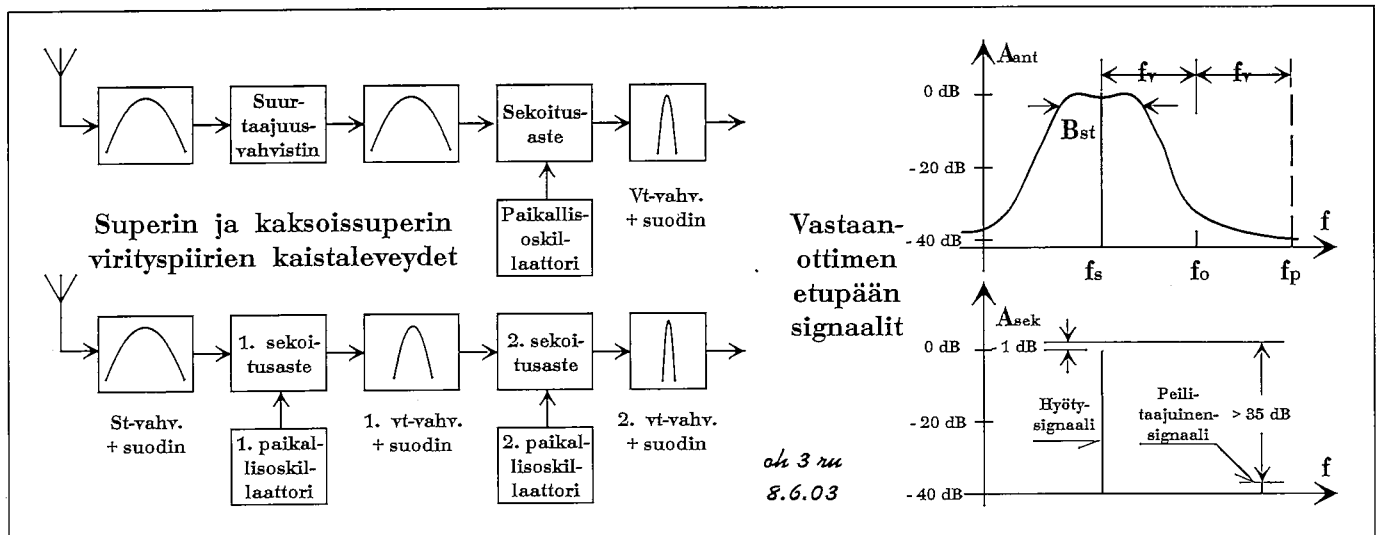 Suur-
taajuus-
vahvistin
Sekoitus-
aste
Paikallis-
oskil-
laattori
Vt-vahv.
+ suodin
Superin ja kaksoissuperin
virityspiirien kaistaleveydet
1. sekoi-
tusaste
2. sekoi-
tusaste
St-vahv.
+ suodin
1. paikal-
lisoskil-
laattori
1. vt-vahv.
+ suodin
2. paikal-
lisoskil-
laattori
2. vt-vahv.
+ suodin
Vastaan-
ottimen
etupään
signaalit
oh 3 ru
8.6.03
Aant
fv fv
0 dB
Bst
- 20 dB
- 40 dB
f
fs fo fp
Asek
0 dB - 1 dB
Hyöty-
signaali
Peili-
taajuinen-
signaali
> 35 dB
- 20 dB
- 40 dB
f